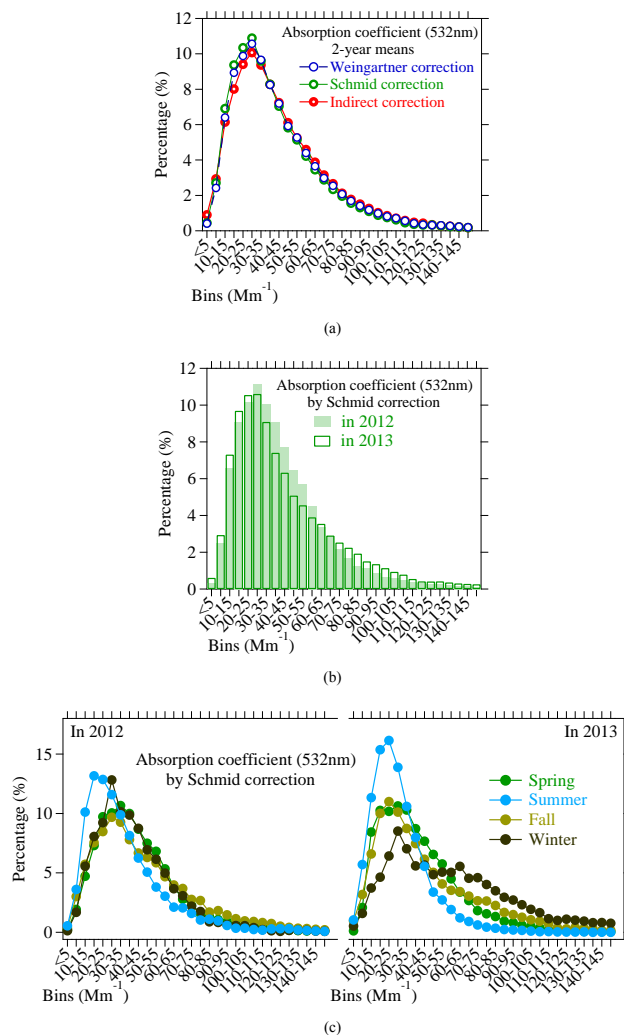 12
10
8
6
4
2
0
Percentage (%)
Absorption coefficient (532nm)
2-year means
Weingartner correction
Schmid correction
Indirect correction
<5
10-15
20-25
30-35
40-45
50-55
60-65
70-75
80-85
90-95
100-105
110-115
120-125
130-135
140-145
Bins (Mm⁻¹)
(a)
12
10
8
6
4
2
0
Percentage (%)
Absorption coefficient (532nm)
by Schmid correction
in 2012
in 2013
<5
10-15
20-25
30-35
40-45
50-55
60-65
70-75
80-85
90-95
100-105
110-115
120-125
130-135
140-145
Bins (Mm⁻¹)
(b)
In 2012
In 2013
Absorption coefficient (532nm)
by Schmid correction
15
10
5
0
Percentage (%)
Spring
Summer
Fall
Winter
<5
10-15
20-25
30-35
40-45
50-55
60-65
70-75
80-85
90-95
100-105
110-115
120-125
130-135
140-145
Bins (Mm⁻¹)
<5
10-15
20-25
30-35
40-45
50-55
60-65
70-75
80-85
90-95
100-105
110-115
120-125
130-135
140-145
Bins (Mm⁻¹)
(c)